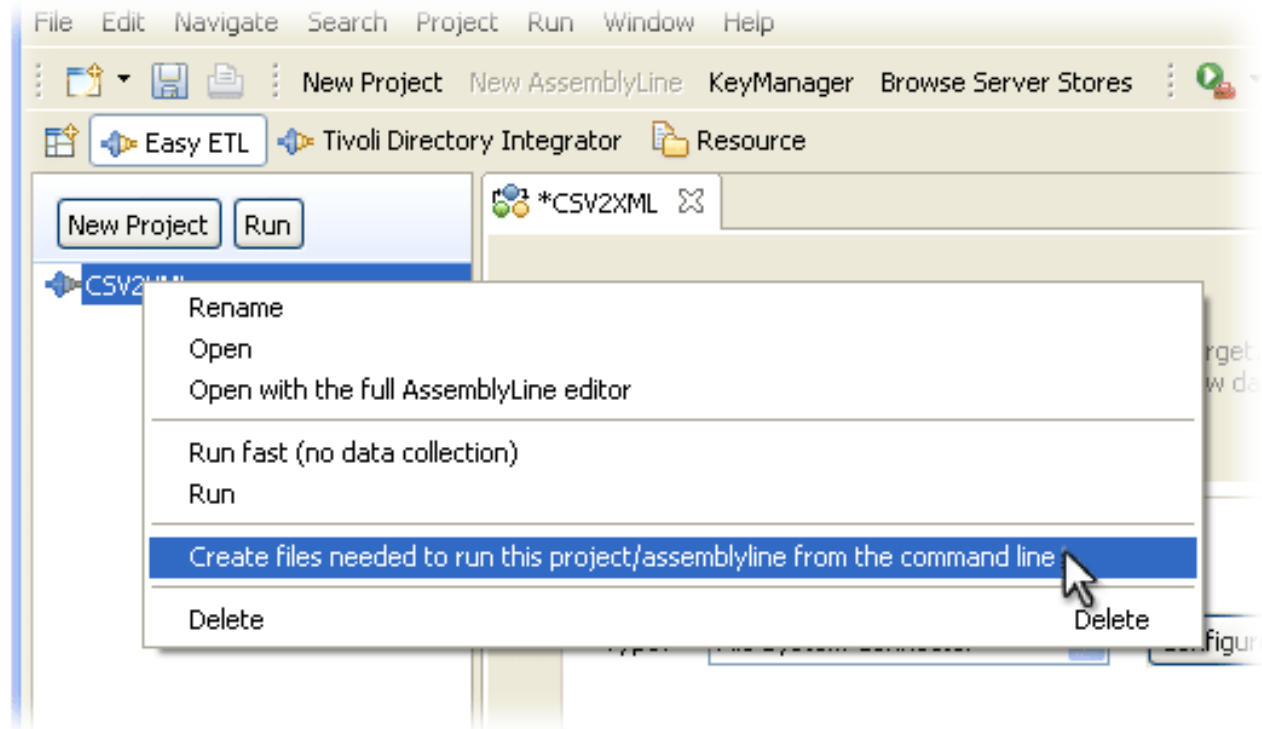 File Edit Navigate Search Project Run Window Help
New Project New AssemblyLine KeyManager Browse Server Stores
Easy ETL Tivoli Directory Integrator Resource
New Project Run
*CSV2XML
Rename
Open
Open with the full AssemblyLine editor
Run fast (no data collection)
Run
Create files needed to run this project/assemblyline from the command line
Delete Delete